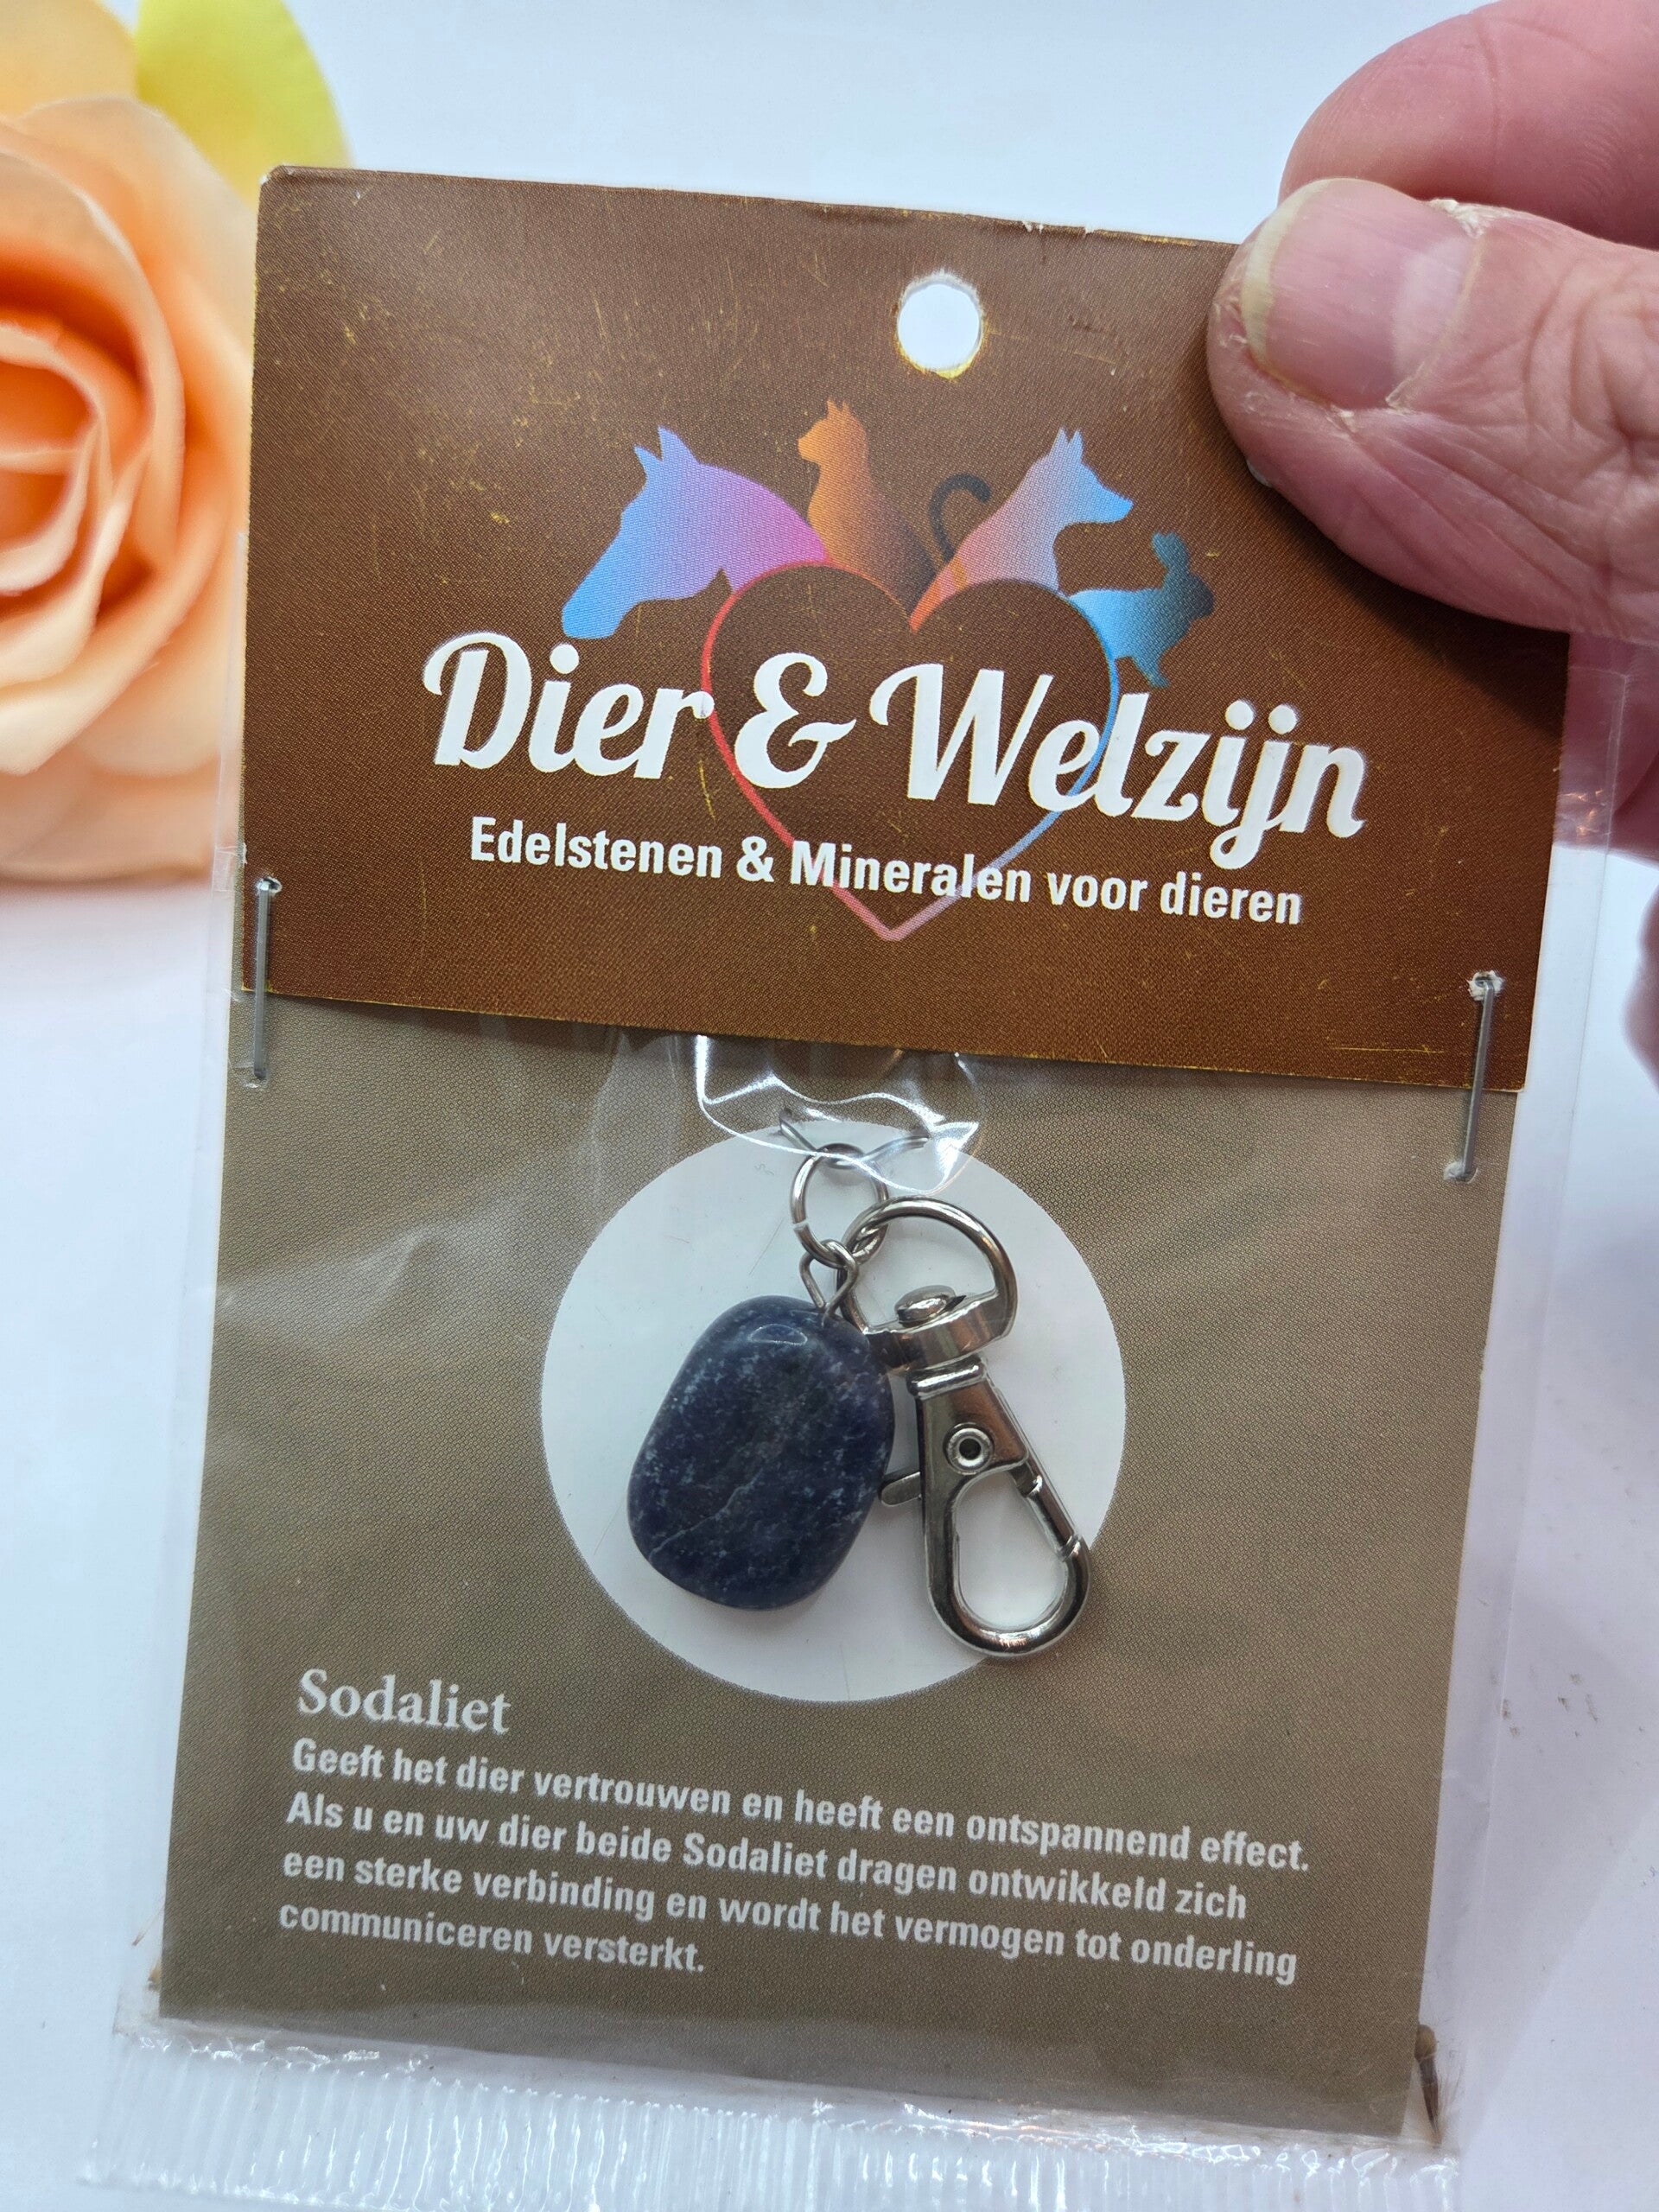 Dier & Welzijn
Edelstenen & Mineralen voor dieren
Sodaliet
Geeft het dier vertrouwen en heeft een ontspannend effect.
Als u en uw dier beide Sodaliet dragen ontwikkeld zich
een sterke verbinding en wordt het vermogen tot onderling
communiceren versterkt.